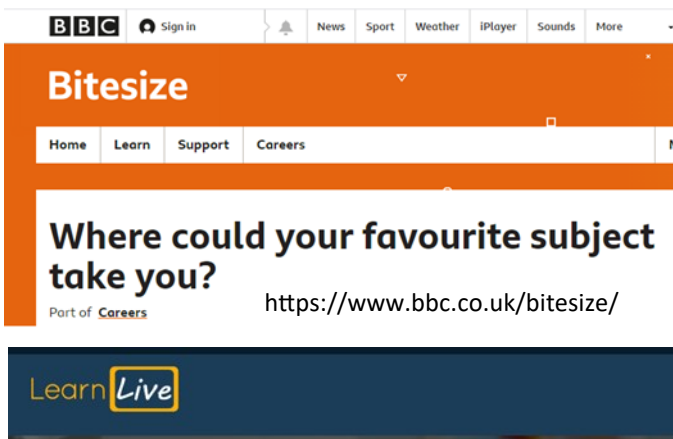 BBC Sign in News Sport Weather iPlayer Sounds More
Bitesize
Home Learn Support Careers
Where could your favourite subject
take you?
Part of Careers
https://www.bbc.co.uk/bitesize/
Learn Live